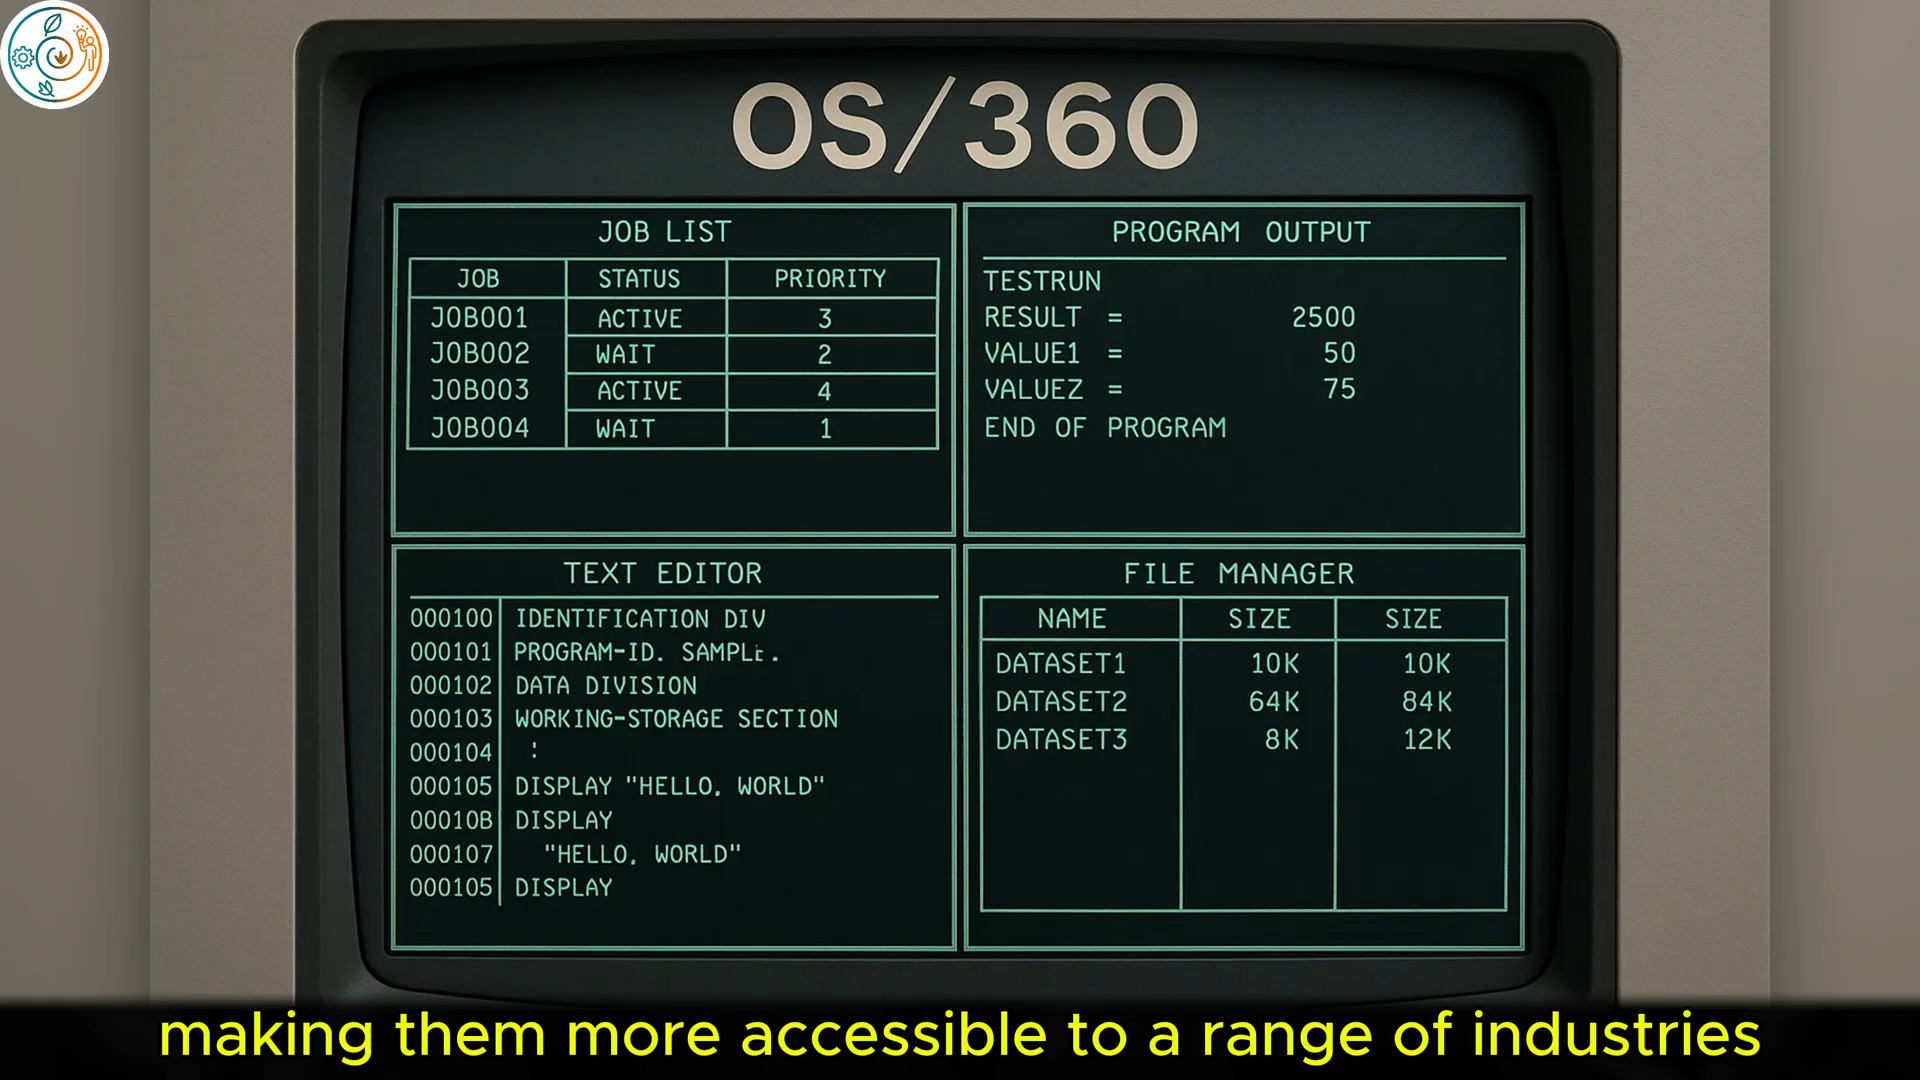 OS/360
JOB LIST
JOB STATUS PRIORITY
JOB001 ACTIVE 3
JOB002 WAIT 2
JOB003 ACTIVE 4
JOB004 WAIT 1
PROGRAM OUTPUT
TESTRUN
RESULT = 2500
VALUE1 = 50
VALUEZ = 75
END OF PROGRAM
TEXT EDITOR
000100 IDENTIFICATION DIV
000101 PROGRAM-ID. SAMPLE.
000102 DATA DIVISION
000103 WORKING-STORAGE SECTION
000104 :
000105 DISPLAY "HELLO. WORLD"
00010B DISPLAY
000107 "HELLO. WORLD"
000105 DISPLAY
FILE MANAGER
NAME SIZE SIZE
DATASET1 10K 10K
DATASET2 64K 84K
DATASET3 8K 12K
making them more accessible to a range of industries